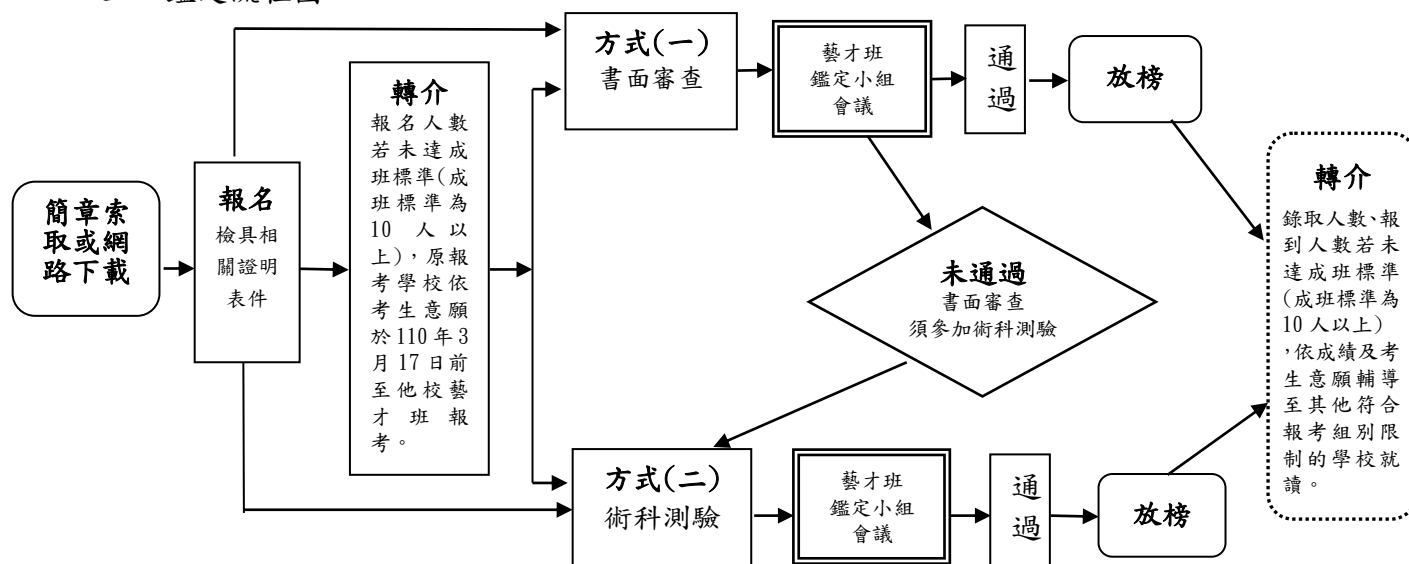 簡章索
取或網
路下載
報名
檢具相
關證明
表件
轉介
報名人數
若未達成
班標準(成
班標準為
10 人以
上)，原報
考學校依
考生意願
於110年3
月17日前
至他校藝
才班報
考。
方式(一)
書面審查
藝才班
鑑定小組
會議
通
過
放榜
未通過
書面審查
須參加術科測驗
方式(二)
術科測驗
藝才班
鑑定小組
會議
通
過
放榜
轉介
錄取人數、報
到人數若未
達成班標準
(成班標準為
10人以上)
，依成績及考
生意願輔導
至其他符合
報考組別限
制的學校就
讀。